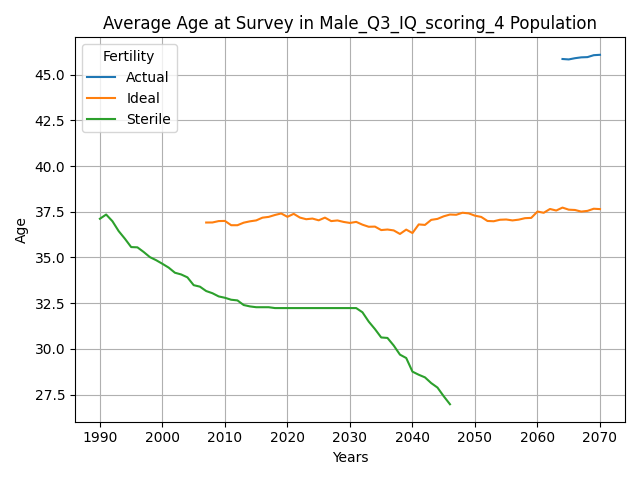 Average Age at Survey in Male_Q3_IQ_scoring_4 Population
Fertility
Actual
Ideal
Sterile
Age
45.0
42.5
40.0
37.5
35.0
32.5
30.0
27.5
1990 2000 2010 2020 2030 2040 2050 2060 2070
Years